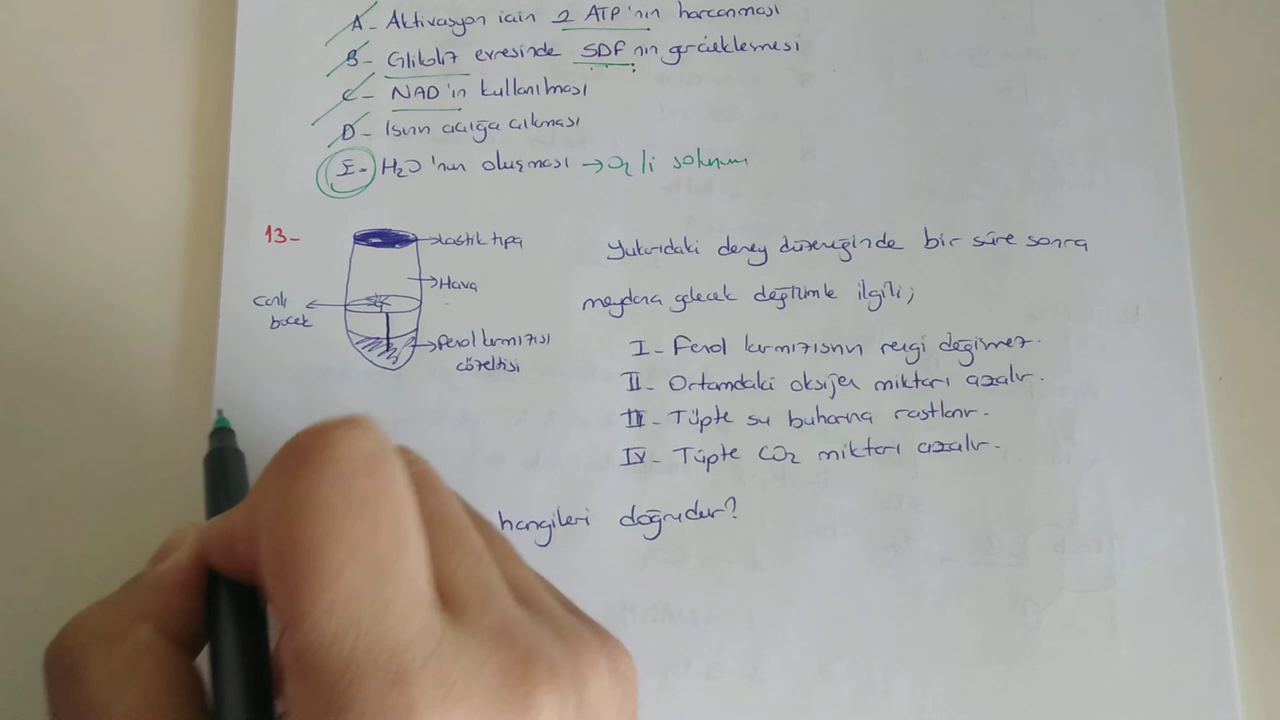 A- Aktivasyon için 2 ATP'nin harcanması
B- Glikoliz evresinde SDF'nin gerçeklemesi
C- NAD'ın kullanılması
D- Isının açığa çıkması
E- H₂O'nun oluşması → O₂'li solunum
13-
Lastik tıpa
Hava
Canlı böcek
Fenol kırmızısı çözeltisi
Yukarıdaki deney düzeneğinde bir süre sonra
meydana gelecek değişimle ilgili;
I- Fenol kırmızısının rengi değişmez.
II- Ortamdaki oksijen miktarı azalır.
III- Tüpte su buharına rastlanır.
IV- Tüpte CO₂ miktarı azalır.
hangileri doğrudur?